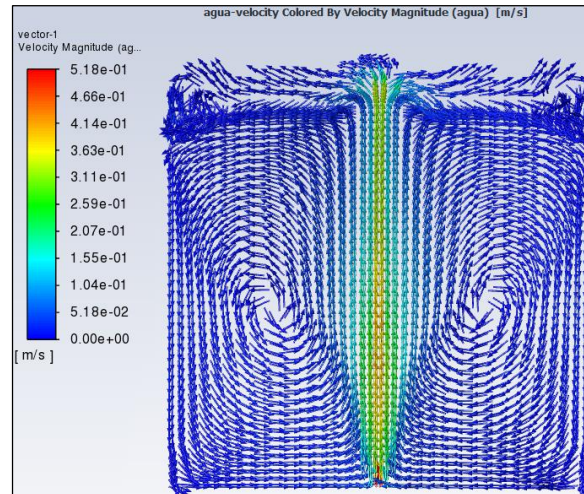 agua-velocity Colored By Velocity Magnitude (agua) [m/s]
vector-1
Velocity Magnitude (ag...
5.18e-01
4.66e-01
4.14e-01
3.63e-01
3.11e-01
2.59e-01
2.07e-01
1.55e-01
1.04e-01
5.18e-02
0.00e+00
[ m/s ]